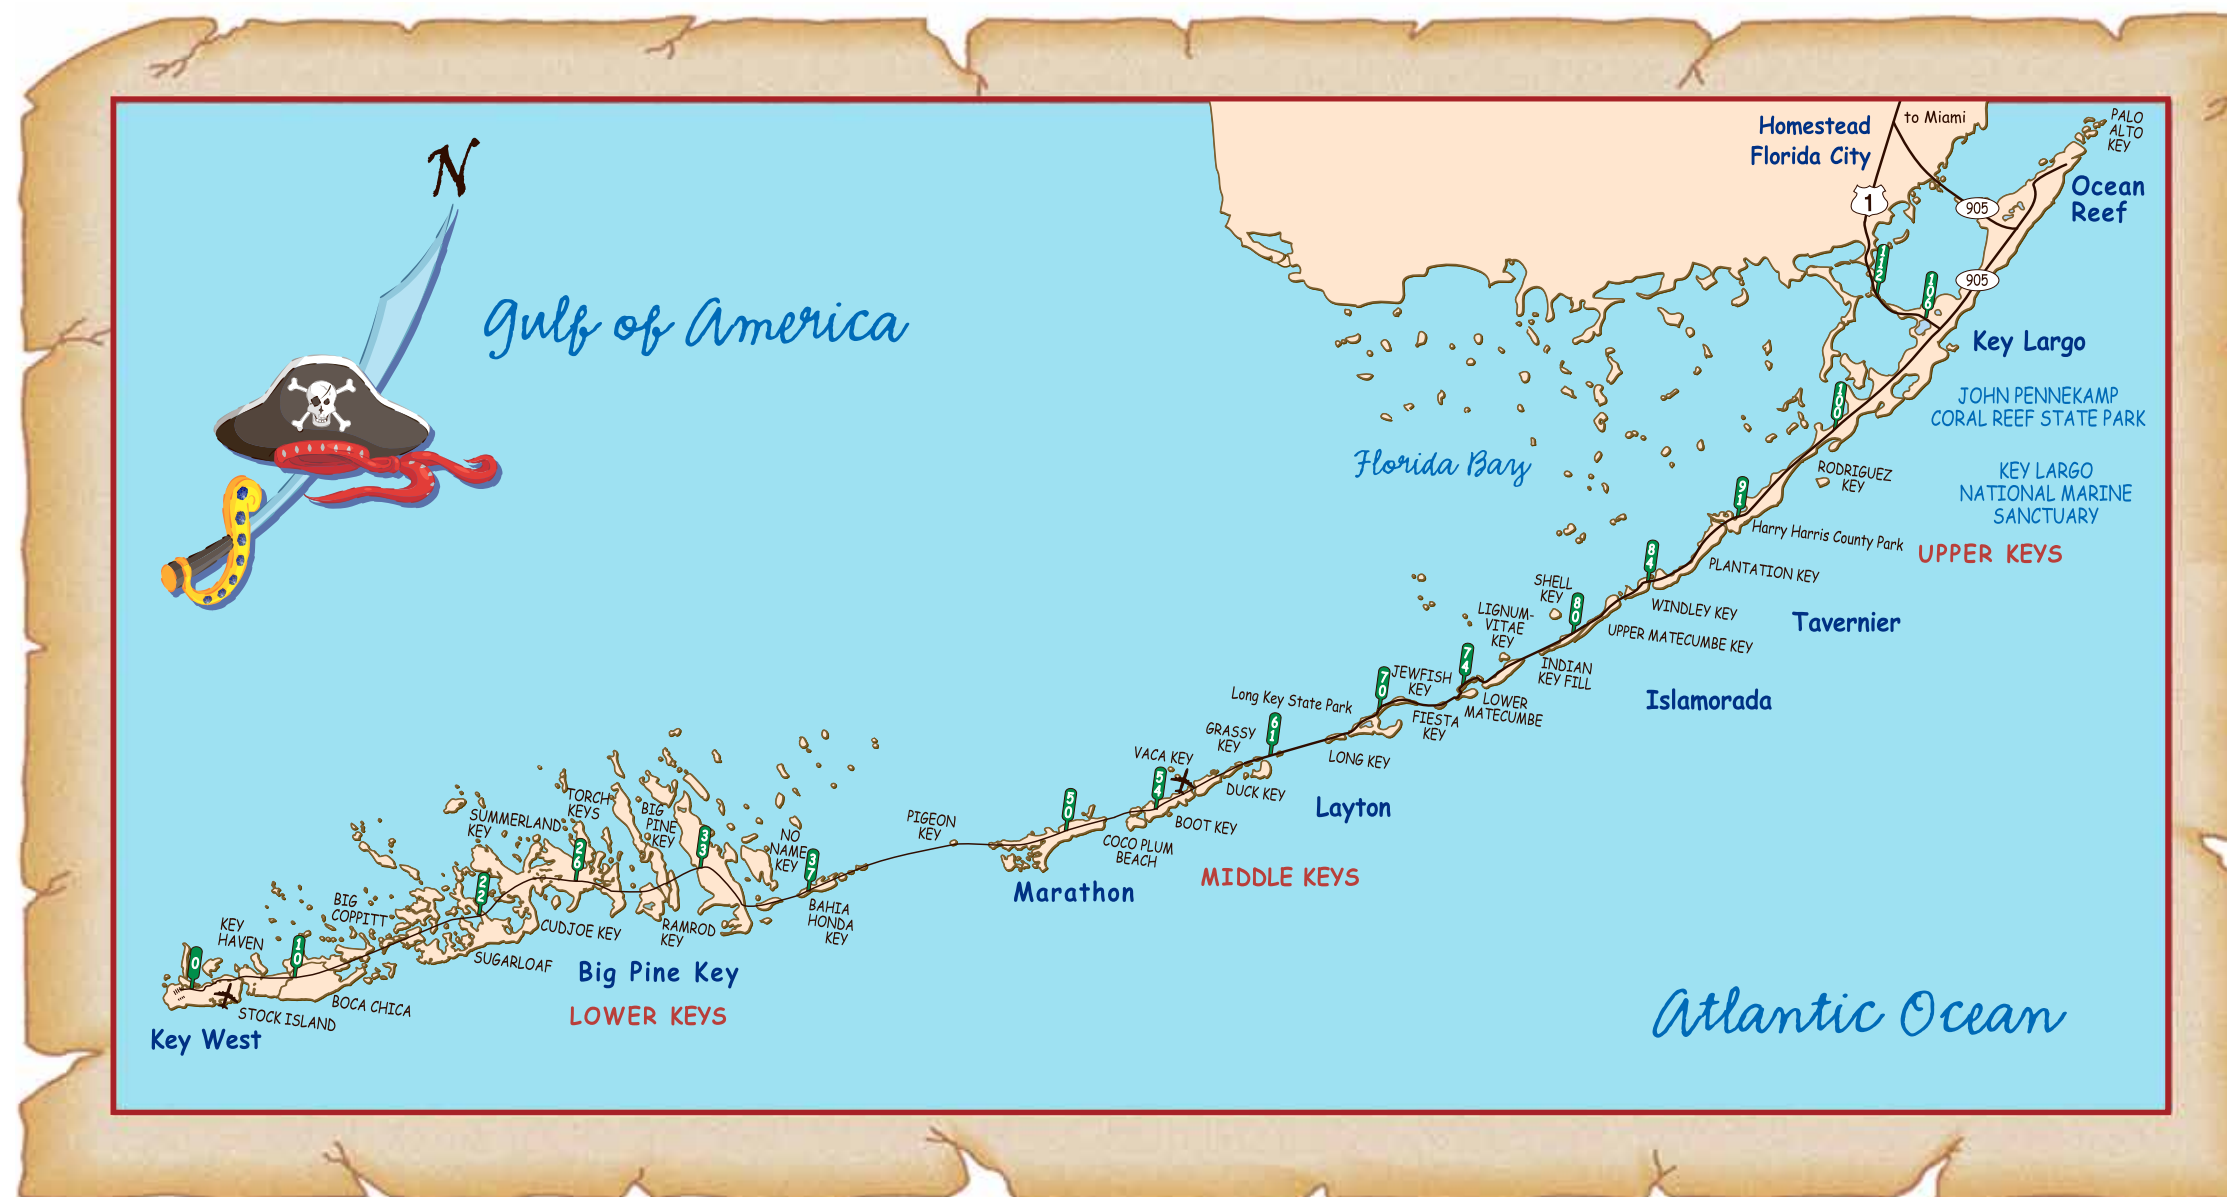 N
Gulf of America
Homestead
Florida City
to Miami
PALO
ALTO
KEY
Ocean
Reef
1
905
905
112
106
Key Largo
JOHN PENNEKAMP
CORAL REEF STATE PARK
100
Florida Bay
RODRIGUEZ
KEY
KEY LARGO
NATIONAL MARINE
SANCTUARY
91
Harry Harris County Park
UPPER KEYS
84
PLANTATION KEY
SHELL
KEY
80
WINDLEY KEY
Tavernier
LIGNUM-
VITAE
KEY
UPPER MATECUMBE KEY
74
INDIAN
KEY FILL
70
JEWFISH
KEY
Islamorada
Long Key State Park
LOWER
MATECUMBE
FIESTA
KEY
61
GRASSY
KEY
LONG KEY
VACA KEY
54
DUCK KEY
Layton
50
BOOT KEY
COCO PLUM
BEACH
MIDDLE KEYS
Marathon
PIGEON
KEY
TORCH
KEYS
BIG
PINE
KEY
SUMMERLAND
KEY
NO
NAME
KEY
33
26
37
22
BIG
COPPITT
BAHIA
HONDA
KEY
KEY
HAVEN
CUDJOE KEY
RAMROD
KEY
10
0
SUGARLOAF
Big Pine Key
BOCA CHICA
STOCK ISLAND
LOWER KEYS
Key West
Atlantic Ocean